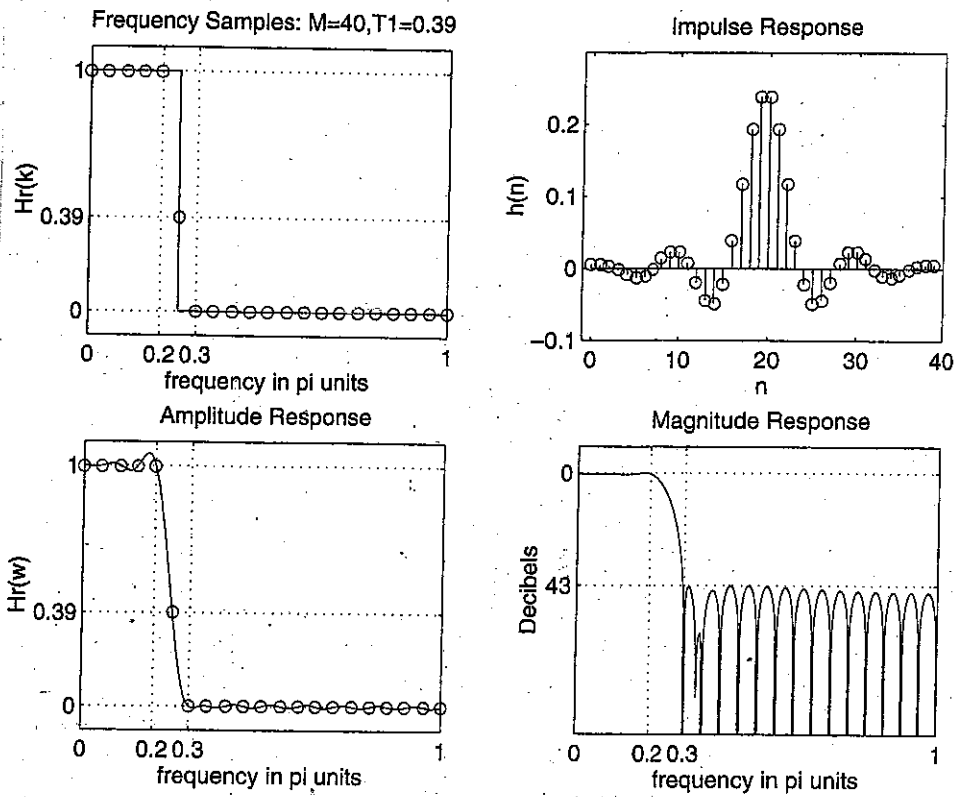 Frequency Samples: M=40,T1=0.39
1
Hr(k)
0.39
0
0
0.2
0.3
1
frequency in pi units
Impulse Response
0.2
h(n)
0.1
0
−0.1
0
10
20
30
40
n
Amplitude Response
1
Hr(w)
0.39
0
0
0.2
0.3
1
frequency in pi units
Magnitude Response
0
Decibels
43
0
0.2
0.3
1
frequency in pi units